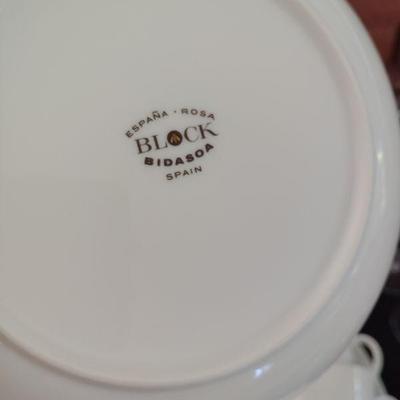 ESPAÑA · ROSA
BLOCK
BIDASOA
SPAIN